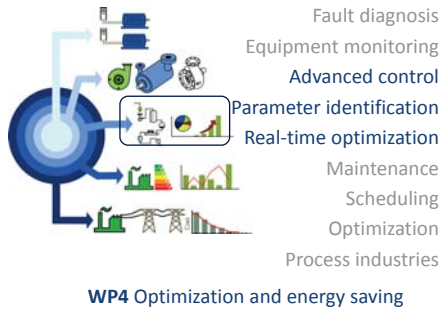 Fault diagnosis
Equipment monitoring
Advanced control
Parameter identification
Real-time optimization
Maintenance
Scheduling
Optimization
Process industries
WP4 Optimization and energy saving